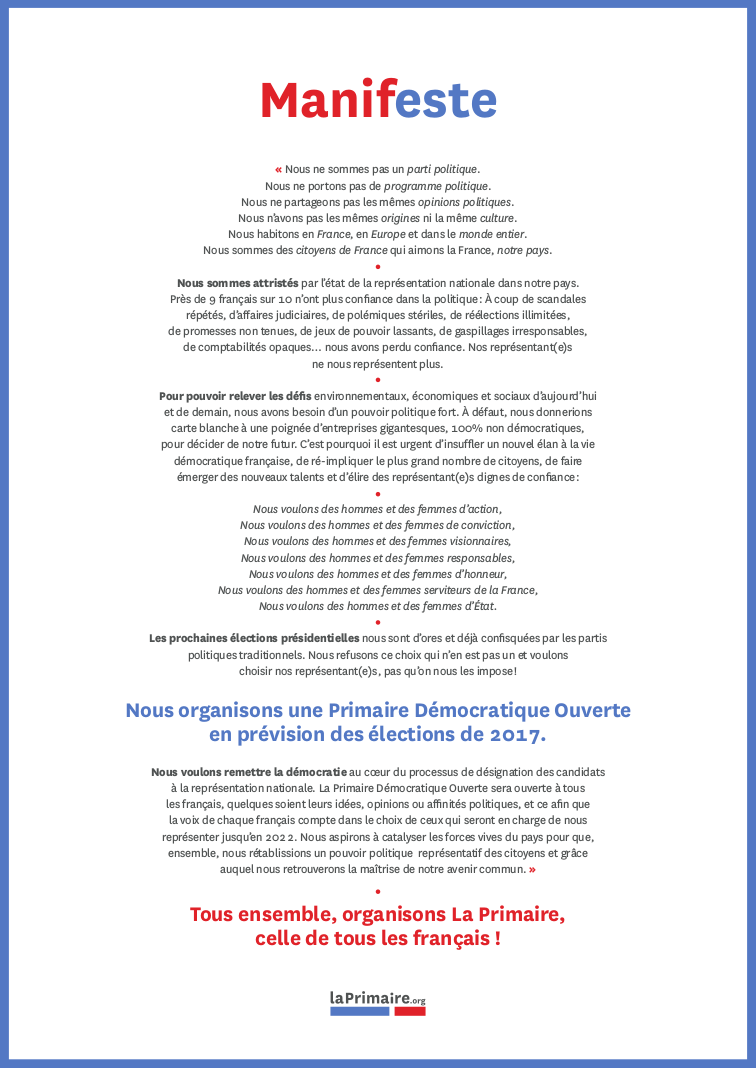 Manifeste
« Nous ne sommes pas un parti politique.
Nous ne portons pas de programme politique.
Nous ne partageons pas les mêmes opinions politiques.
Nous n'avons pas les mêmes origines ni la même culture.
Nous habitons en France, en Europe et dans le monde entier.
Nous sommes des citoyens de France qui aimons la France, notre pays.
•
Nous sommes attristés par l'état de la représentation nationale dans notre pays.
Près de 9 français sur 10 n'ont plus confiance dans la politique : À coup de scandales
répétés, d'affaires judiciaires, de polémiques stériles, de réélections illimitées,
de promesses non tenues, de jeux de pouvoir lassants, de gaspillages irresponsables,
de comptabilités opaques... nous avons perdu confiance. Nos représentant(e)s
ne nous représentent plus.
•
Pour pouvoir relever les défis environnementaux, économiques et sociaux d'aujourd'hui
et de demain, nous avons besoin d'un pouvoir politique fort. À défaut, nous donnerions
carte blanche à une poignée d'entreprises gigantesques, 100% non démocratiques,
pour décider de notre futur. C'est pourquoi il est urgent d'insuffler un nouvel élan à la vie
démocratique française, de ré-impliquer le plus grand nombre de citoyens, de faire
émerger des nouveaux talents et d'élire des représentant(e)s dignes de confiance :
•
Nous voulons des hommes et des femmes d'action,
Nous voulons des hommes et des femmes de conviction,
Nous voulons des hommes et des femmes visionnaires,
Nous voulons des hommes et des femmes responsables,
Nous voulons des hommes et des femmes d'honneur,
Nous voulons des hommes et des femmes serviteurs de la France,
Nous voulons des hommes et des femmes d'État.
•
Les prochaines élections présidentielles nous sont d'ores et déjà confisquées par les partis
politiques traditionnels. Nous refusons ce choix qui n'en est pas un et voulons
choisir nos représentant(e)s, pas qu'on nous les impose !
Nous organisons une Primaire Démocratique Ouverte
en prévision des élections de 2017.
Nous voulons remettre la démocratie au cœur du processus de désignation des candidats
à la représentation nationale. La Primaire Démocratique Ouverte sera ouverte à tous
les français, quelques soient leurs idées, opinions ou affinités politiques, et ce afin que
la voix de chaque français compte dans le choix de ceux qui seront en charge de nous
représenter jusqu'en 2022. Nous aspirons à catalyser les forces vives du pays pour que,
ensemble, nous rétablissions un pouvoir politique représentatif des citoyens et grâce
auquel nous retrouverons la maîtrise de notre avenir commun. »
•
Tous ensemble, organisons La Primaire,
celle de tous les français !
laPrimaire.org